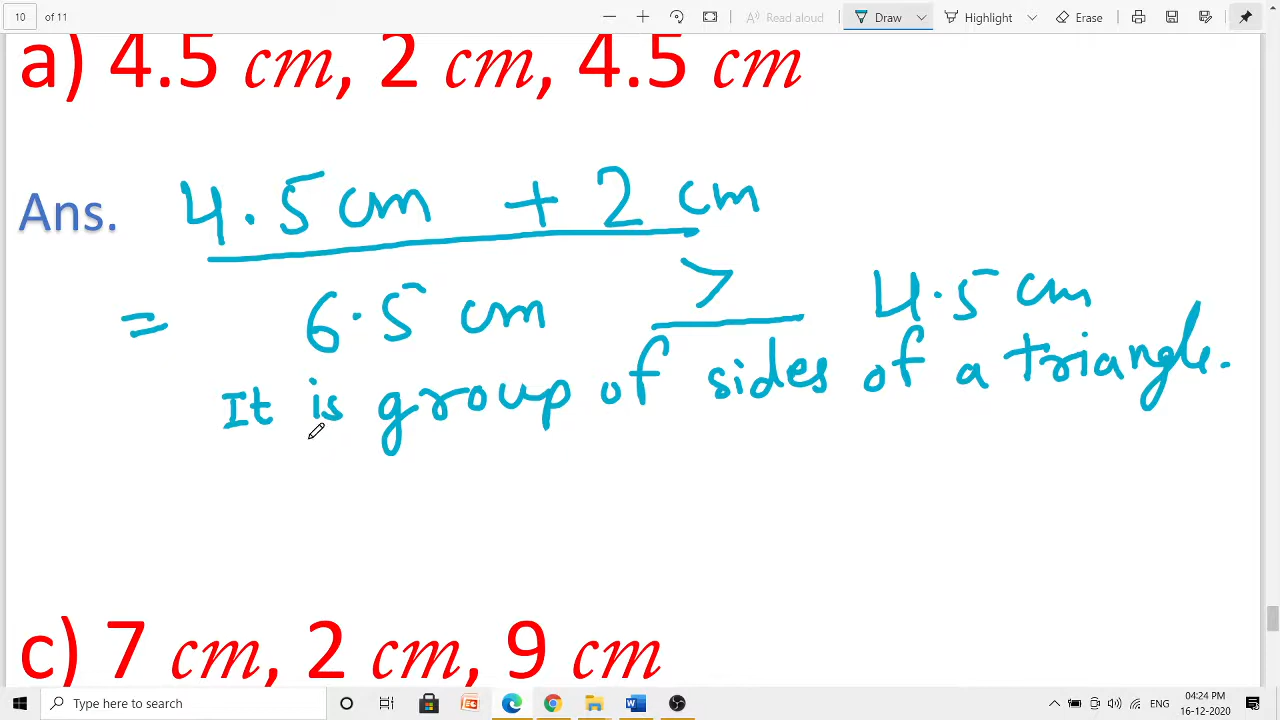 10 of 11
Read aloud
Draw
Highlight
Erase
a) 4.5 cm, 2 cm, 4.5 cm
Ans. 4.5 cm + 2 cm
= 6.5 cm > 4.5 cm
It is group of sides of a triangle.
c) 7 cm, 2 cm, 9 cm
Type here to search
ENG
04:24 PM
16-12-2020